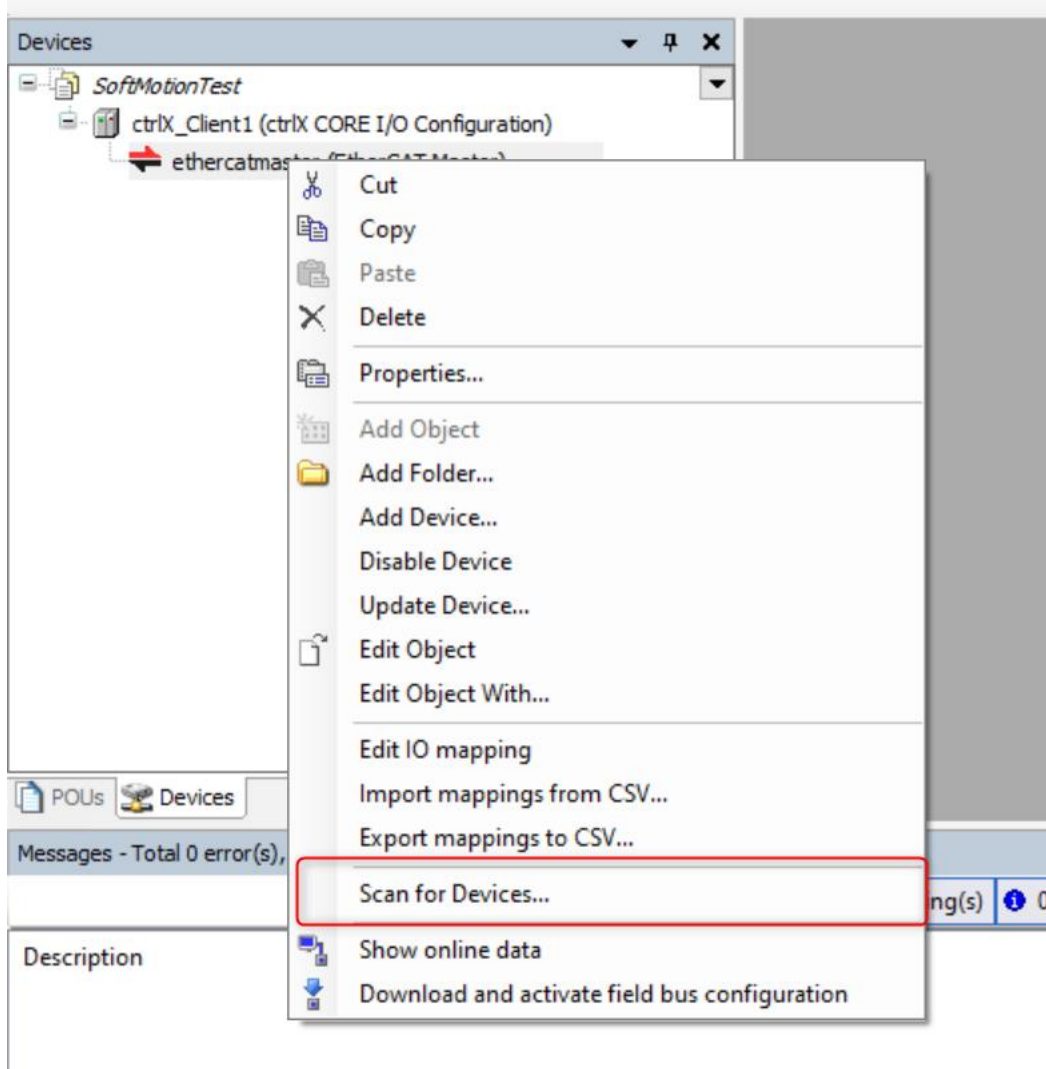 Devices
SoftMotionTest
ctrlX_Client1 (ctrlX CORE I/O Configuration)
ethercatmaster (EtherCAT Master)
Cut
Copy
Paste
Delete
Properties...
Add Object
Add Folder...
Add Device...
Disable Device
Update Device...
Edit Object
Edit Object With...
Edit IO mapping
Import mappings from CSV...
Export mappings to CSV...
Scan for Devices...
Show online data
Download and activate field bus configuration
POUs Devices
Messages - Total 0 error(s),
ng(s) 0
Description